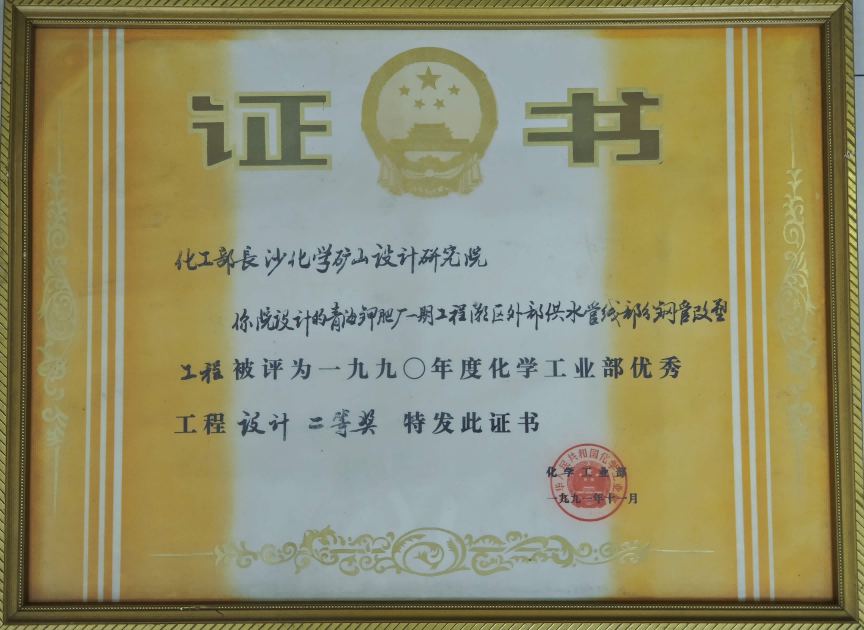 证书
化工部長沙化学矿山设计研究院
你院设计的青海钾肥厂一期工程潮区外部供水管线部分钢管改塑
工程被评为一九九〇年度化学工业部优秀
工程设计二等奖 特发此证书
化学工业部
一九九一年十一月